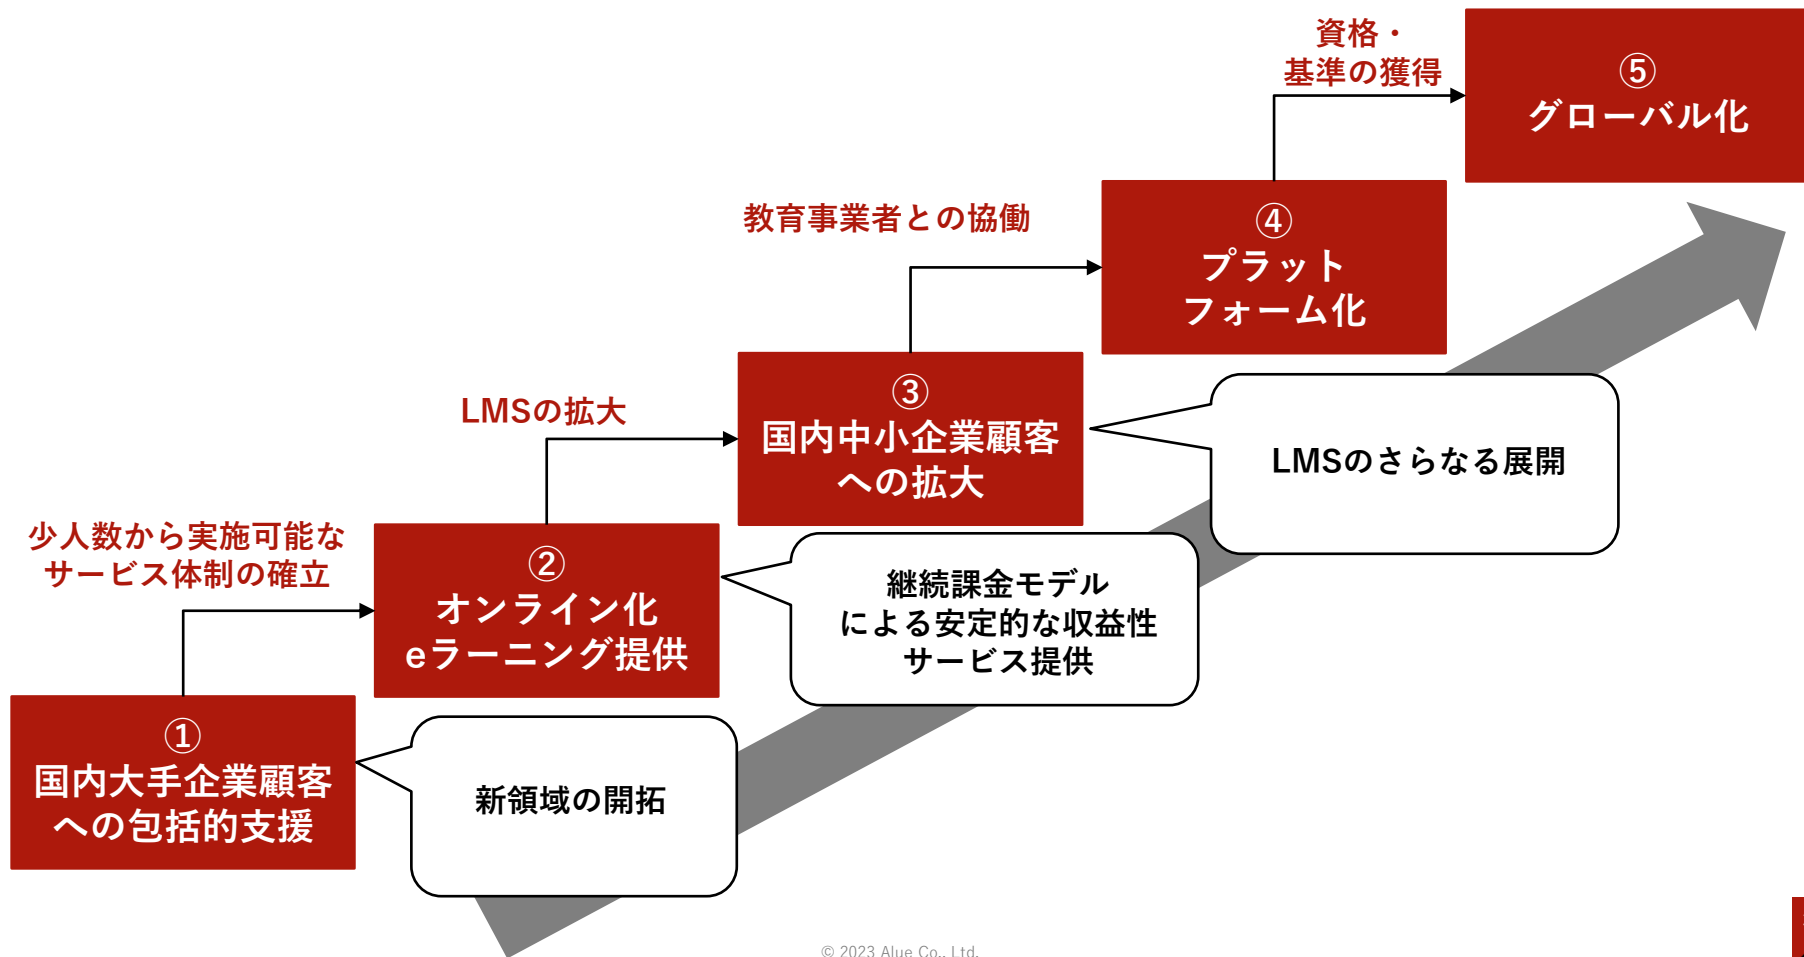 資格・
基準の獲得
⑤
グローバル化
教育事業者との協働
④
プラット
フォーム化
LMSの拡大
③
国内中小企業顧客
への拡大
LMSのさらなる展開
少人数から実施可能な
サービス体制の確立
②
オンライン化
eラーニング提供
継続課金モデル
による安定的な収益性
サービス提供
①
国内大手企業顧客
への包括的支援
新領域の開拓
© 2023 Alue Co., Ltd.